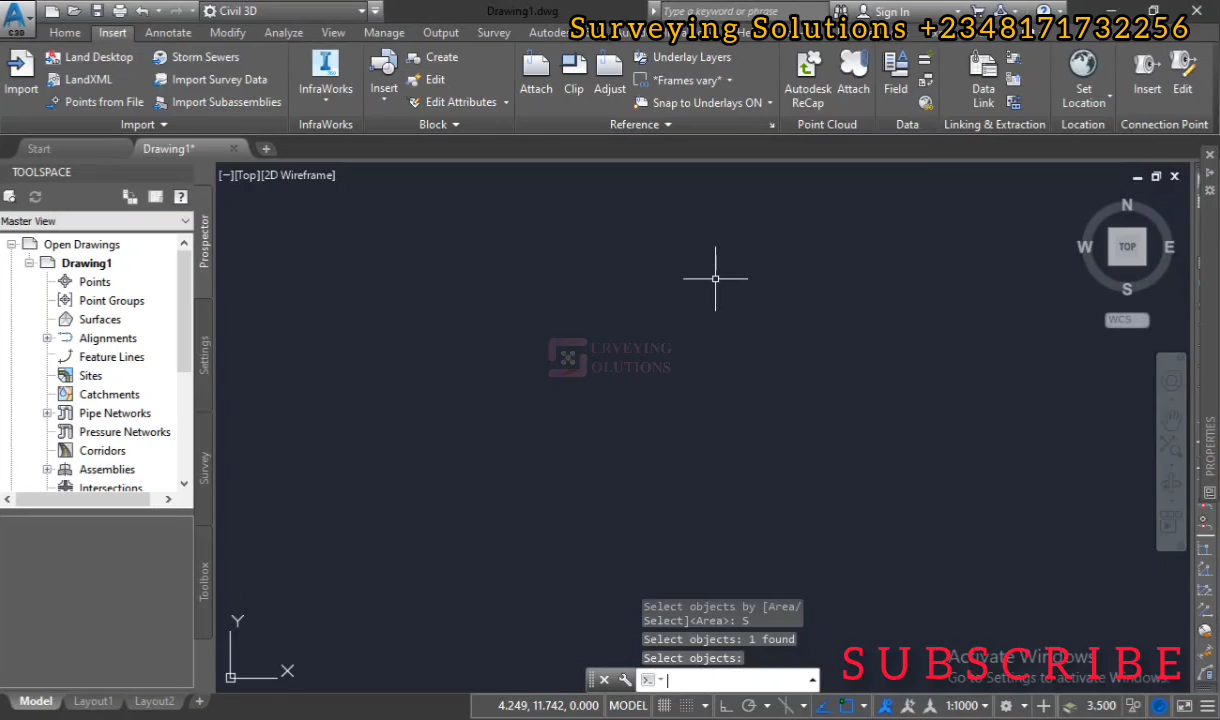 C3D
Civil 3D
Drawing1.dwg
Type a keyword or phrase
Sign In
Surveying Solutions +2348171732256
Home Insert Annotate Modify Analyze View Manage Output Survey Autodes
Import
Land Desktop
LandXML
Points from File
Storm Sewers
Import Survey Data
Import Subassemblies
InfraWorks
Insert
Create
Edit
Edit Attributes
Attach
Clip
Adjust
Underlay Layers
*Frames vary*
Snap to Underlays ON
Autodesk
ReCap
Attach
Field
Data
Link
Set
Location
Insert
Edit
Import
InfraWorks
Block
Reference
Point Cloud
Data
Linking & Extraction
Location
Connection Point
Start
Drawing1*
TOOLSPACE
Master View
Open Drawings
Drawing1
Points
Point Groups
Surfaces
Alignments
Feature Lines
Sites
Catchments
Pipe Networks
Pressure Networks
Corridors
Assemblies
Intersections
Prospector
Settings
Survey
Toolbox
[−][Top][2D Wireframe]
N
W
TOP
E
S
WCS
URVEYING
OLUTIONS
PROPERTIES
Y
X
Select objects by [Area/
Select]<Area>: S
Select objects: 1 found
Select objects:
SUBSCRIBE
Activate Windows
Go to Settings to activate Windows.
Model
Layout1
Layout2
4.249, 11.742, 0.000
MODEL
1:1000
3.500